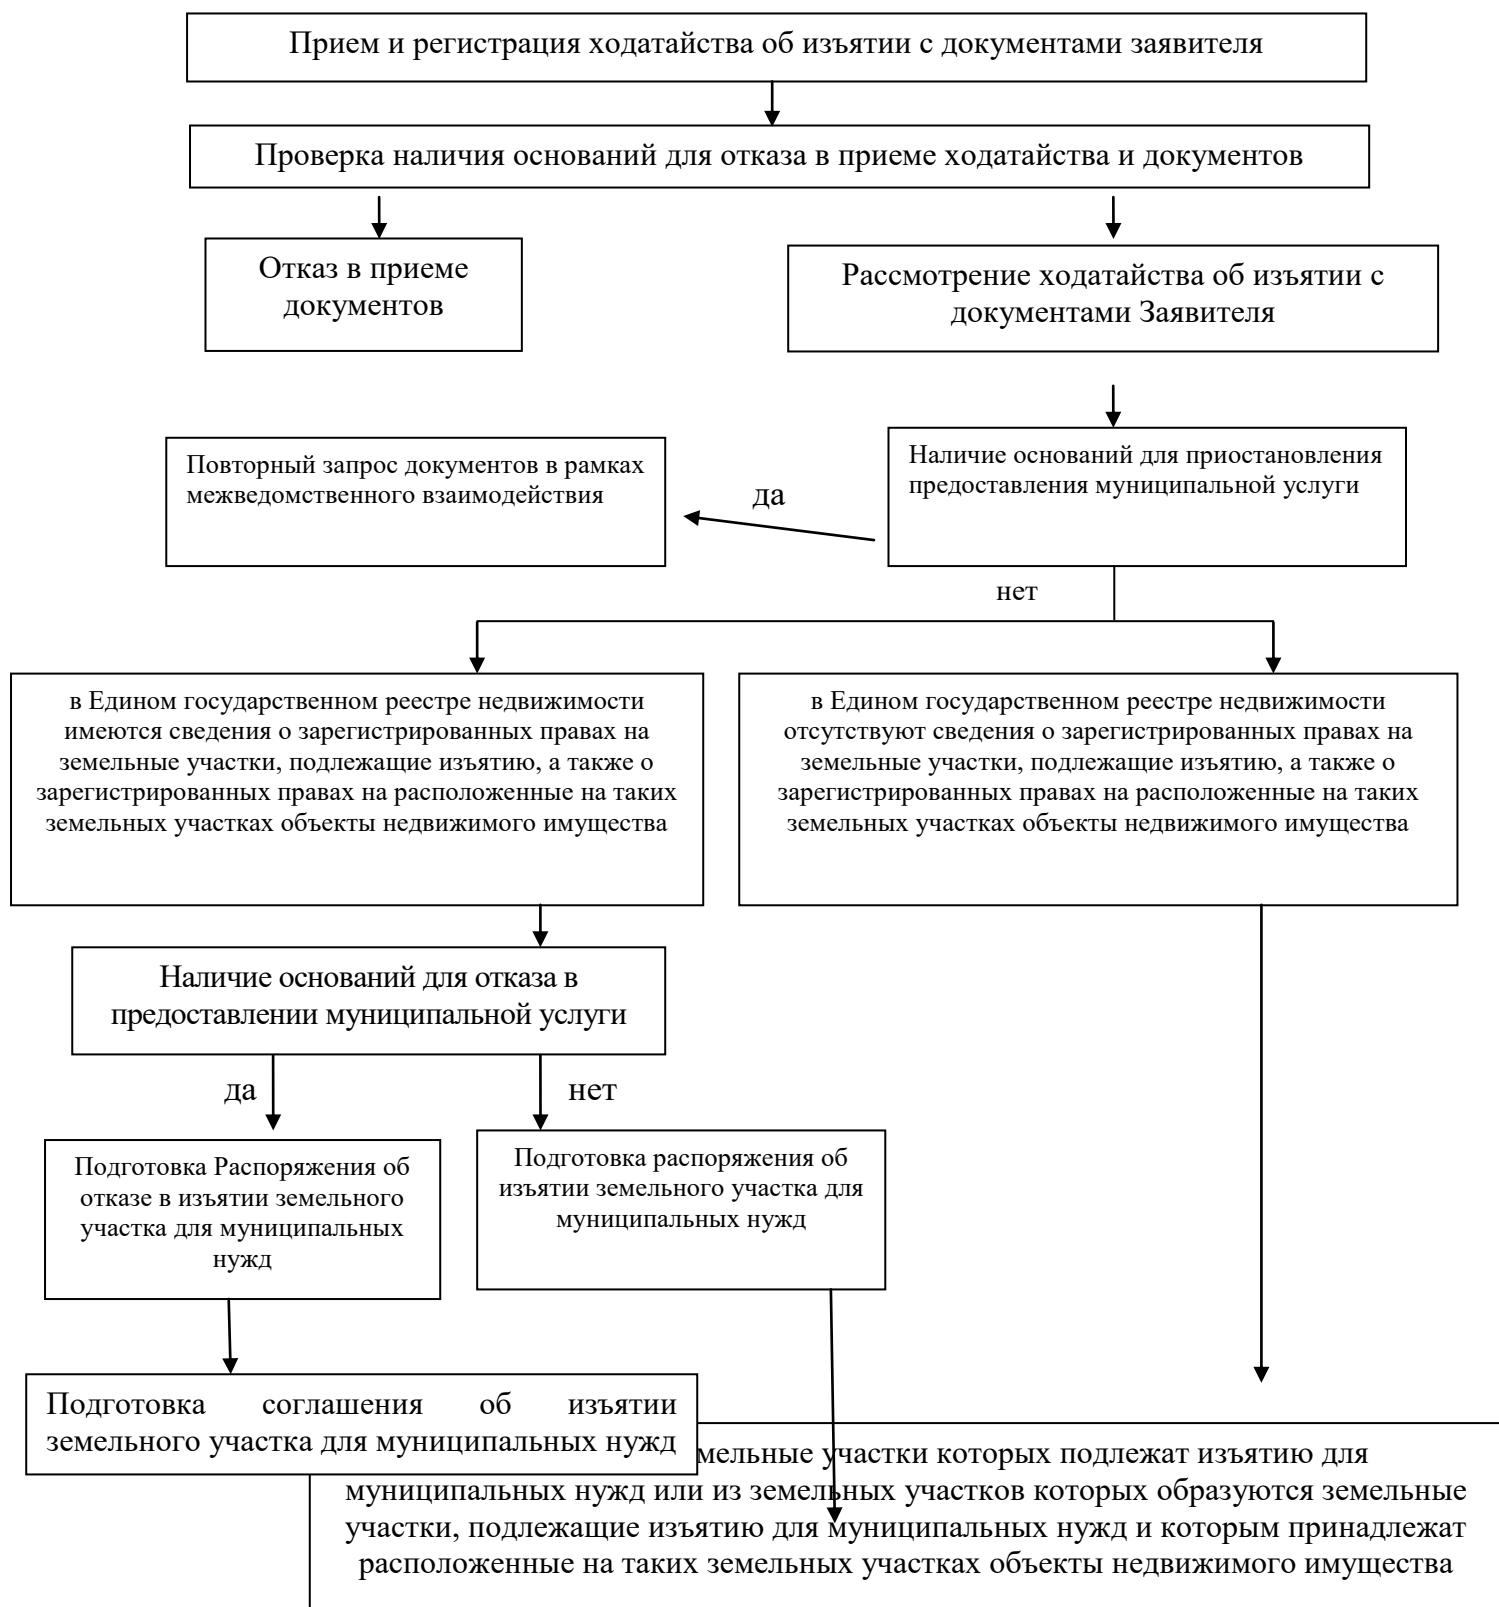 Прием и регистрация ходатайства об изъятии с документами заявителя
Проверка наличия оснований для отказа в приеме ходатайства и документов
Отказ в приеме
документов
Рассмотрение ходатайства об изъятии с
документами Заявителя
Повторный запрос документов в рамках
межведомственного взаимодействия
да
Наличие оснований для приостановления
предоставления муниципальной услуги
нет
в Едином государственном реестре недвижимости
имеются сведения о зарегистрированных правах на
земельные участки, подлежащие изъятию, а также о
зарегистрированных правах на расположенные на таких
земельных участках объекты недвижимого имущества
в Едином государственном реестре недвижимости
отсутствуют сведения о зарегистрированных правах на
земельные участки, подлежащие изъятию, а также о
зарегистрированных правах на расположенные на таких
земельных участках объекты недвижимого имущества
Наличие оснований для отказа в
предоставлении муниципальной услуги
да
нет
Подготовка Распоряжения об
отказе в изъятии земельного
участка для муниципальных
нужд
Подготовка распоряжения об
изъятии земельного участка для
муниципальных нужд
Подготовка соглашения об изъятии
земельного участка для муниципальных нужд
мельные участки которых подлежат изъятию для
муниципальных нужд или из земельных участков которых образуются земельные
участки, подлежащие изъятию для муниципальных нужд и которым принадлежат
расположенные на таких земельных участках объекты недвижимого имущества